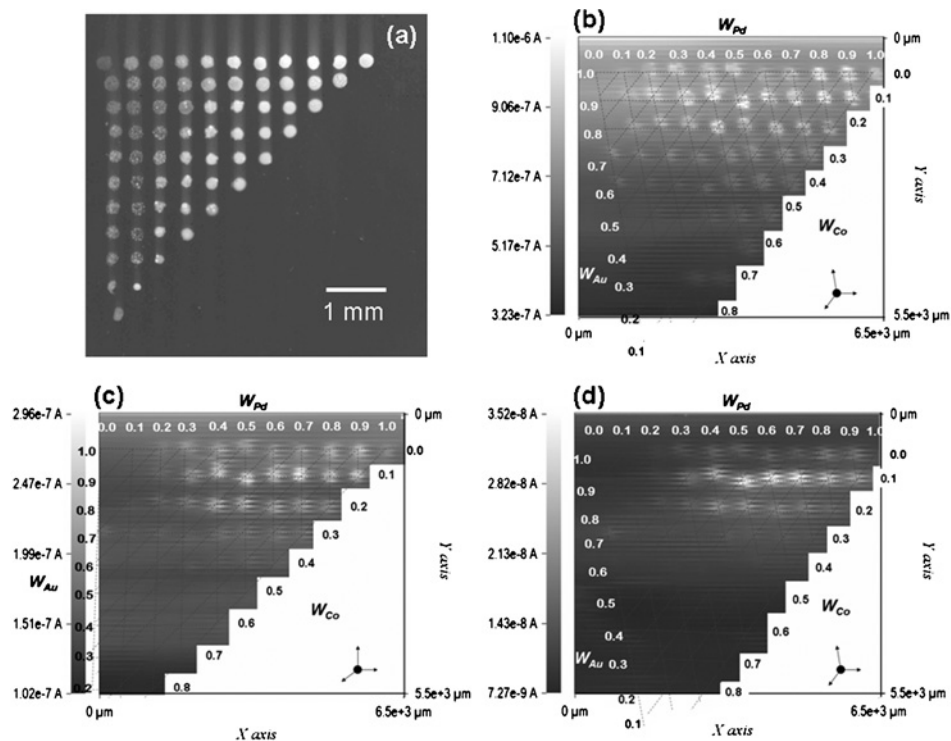 (a)
1 mm
(b)
W_Pd
1.10e-6 A
9.06e-7 A
7.12e-7 A
5.17e-7 A
3.23e-7 A
0.0 0.1 0.2 0.3 0.4 0.5 0.6 0.7 0.8 0.9 1.0
1.0
0.9
0.8
0.7
0.6
0.5
0.4
0.3
0.2
0.1
W_Au
0.0
0.1
0.2
0.3
0.4
0.5
0.6
0.7
0.8
W_Co
0 µm
Y axis
5.5e+3 µm
0 µm
6.5e+3 µm
X axis
(c)
W_Pd
2.96e-7 A
2.47e-7 A
1.99e-7 A
1.51e-7 A
1.02e-7 A
0.0 0.1 0.2 0.3 0.4 0.5 0.6 0.7 0.8 0.9 1.0
1.0
0.9
0.8
0.7
0.6
0.5
0.4
0.3
0.2
W_Au
0.0
0.1
0.2
0.3
0.4
0.5
0.6
0.7
0.8
W_Co
0 µm
Y axis
5.5e+3 µm
0 µm
6.5e+3 µm
X axis
(d)
W_Pd
3.52e-8 A
2.82e-8 A
2.13e-8 A
1.43e-8 A
7.27e-9 A
0.0 0.1 0.2 0.3 0.4 0.5 0.6 0.7 0.8 0.9 1.0
1.0
0.9
0.8
0.7
0.6
0.5
0.4
0.3
0.2
0.1
W_Au
0.0
0.1
0.2
0.3
0.4
0.5
0.6
0.7
0.8
W_Co
0 µm
Y axis
5.5e+3 µm
0 µm
6.5e+3 µm
X axis